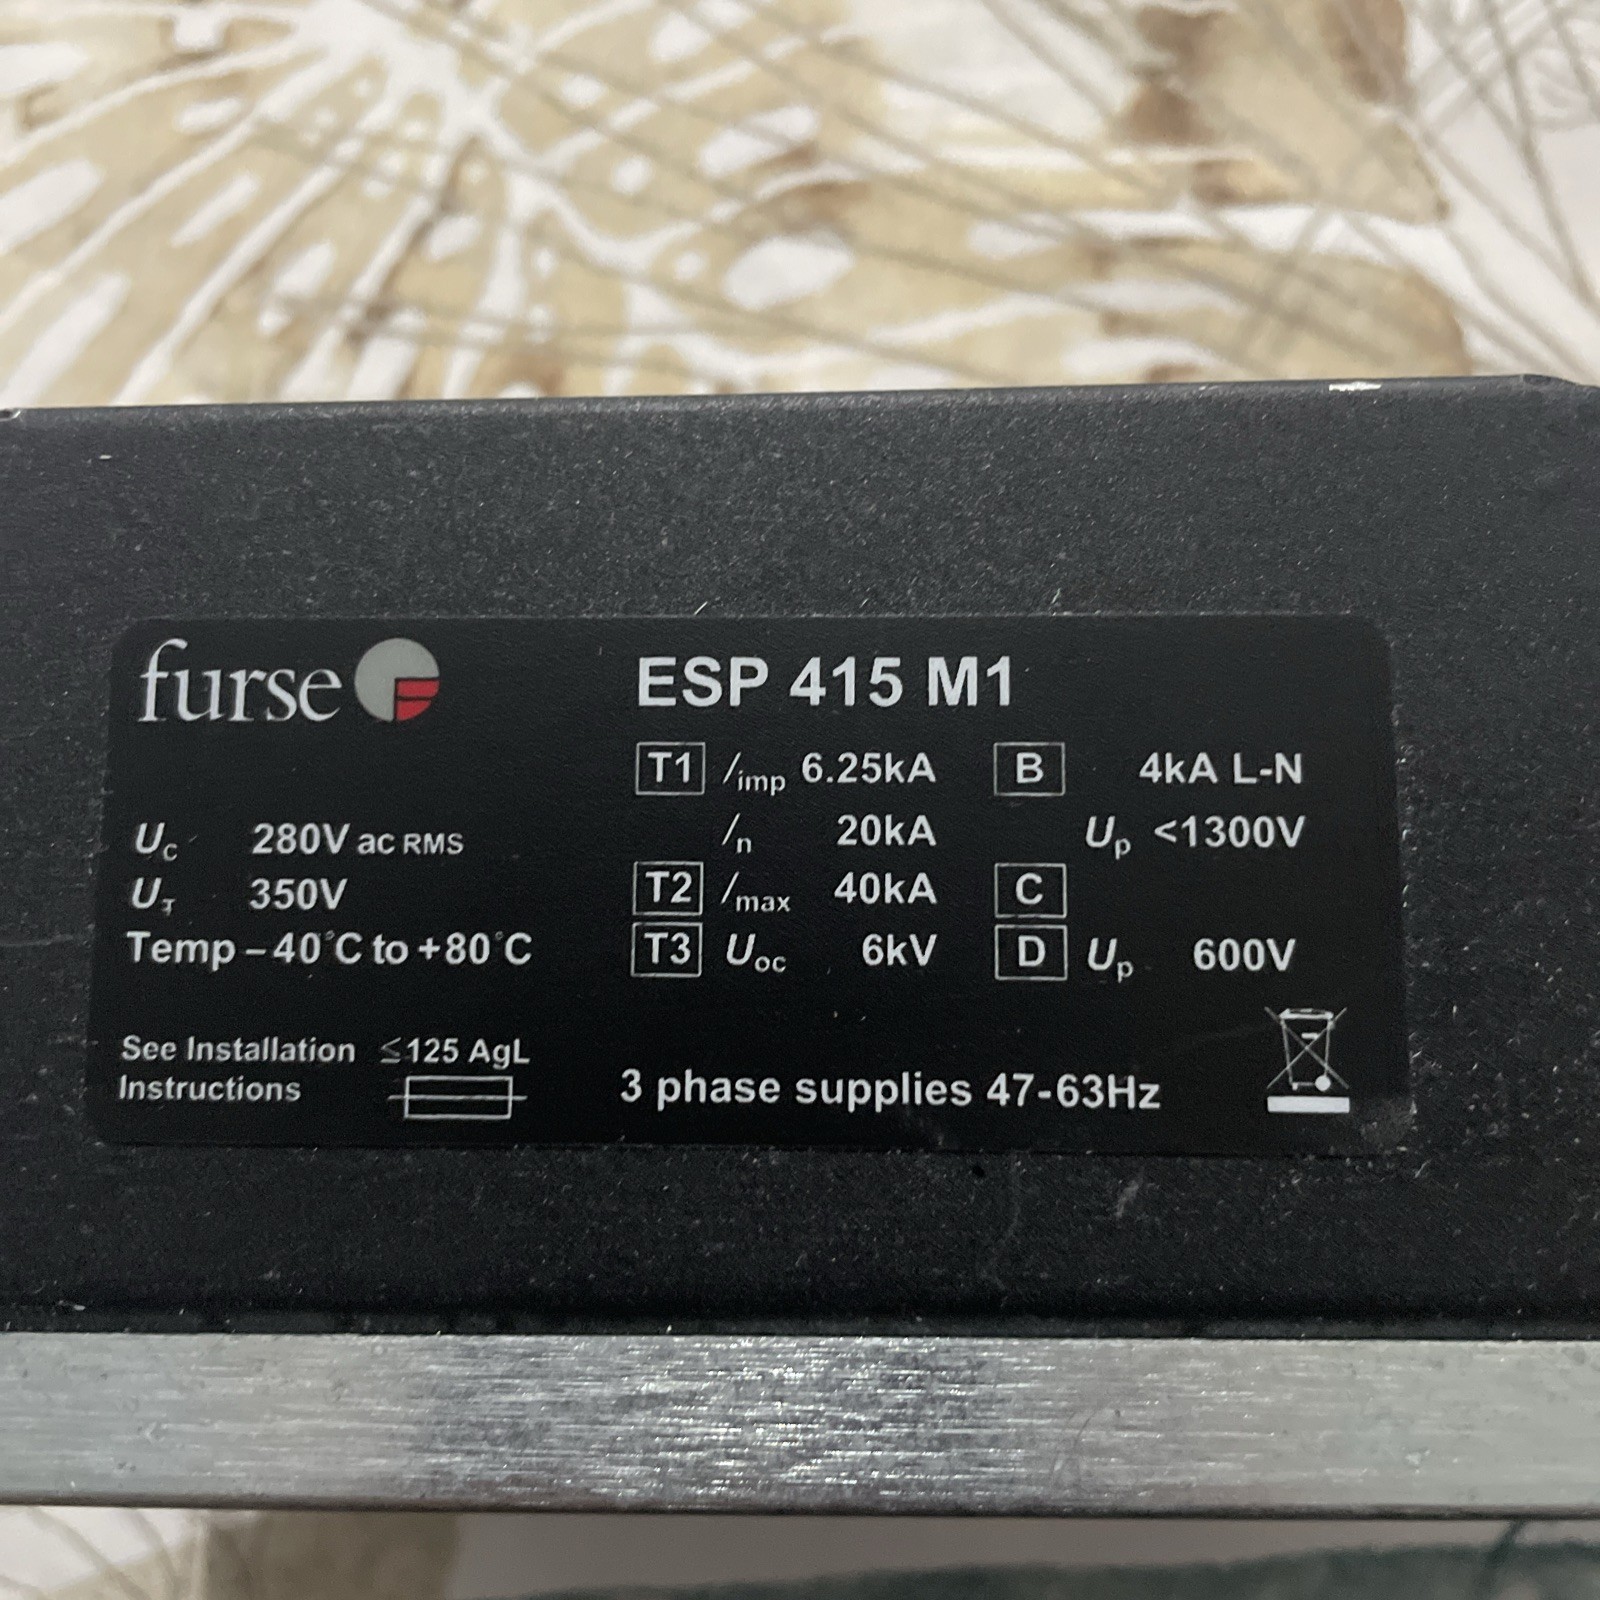 furse
ESP 415 M1
T1 Iimp 6.25kA B 4kA L-N
In 20kA Up <1300V
T2 Imax 40kA C
T3 Uoc 6kV D Up 600V
Uc 280V ac RMS
UT 350V
Temp –40°C to +80°C
See Installation
Instructions
≤125 AgL
3 phase supplies 47-63Hz